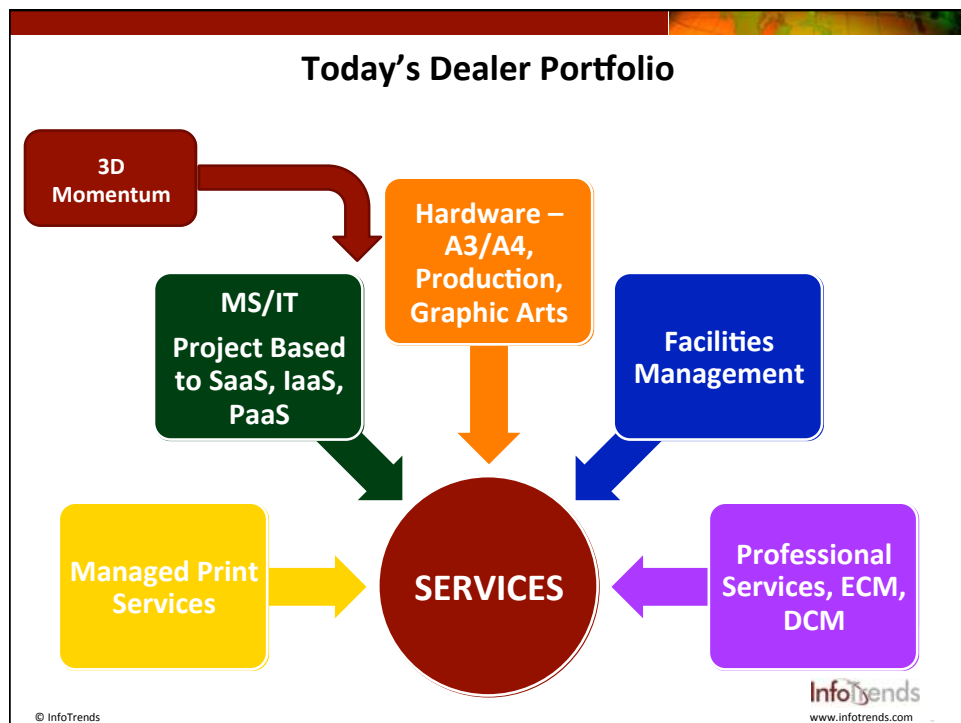 Today's Dealer Portfolio
3D
Momentum
Hardware –
A3/A4,
Production,
Graphic Arts
MS/IT
Project Based
to SaaS, IaaS,
PaaS
Facilities
Management
Managed Print
Services
SERVICES
Professional
Services, ECM,
DCM
InfoTrends
© InfoTrends
www.infotrends.com